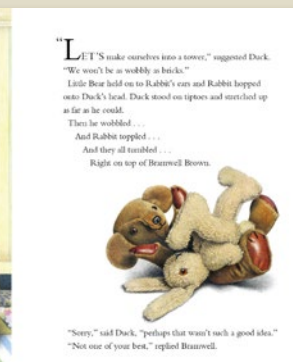 "LET'S make ourselves into a tower," suggested Duck.
"We won't be as wobbly as bricks."
Little Bear held on to Rabbit's ears and Rabbit hopped
onto Duck's head. Duck stood on tiptoes and stretched up
as far as he could.
Then he wobbled . . .
And Rabbit toppled . . .
And they all tumbled . . .
Right on top of Bramwell Brown.
"Sorry," said Duck, "perhaps that wasn't such a good idea."
"Not one of your best," replied Bramwell.